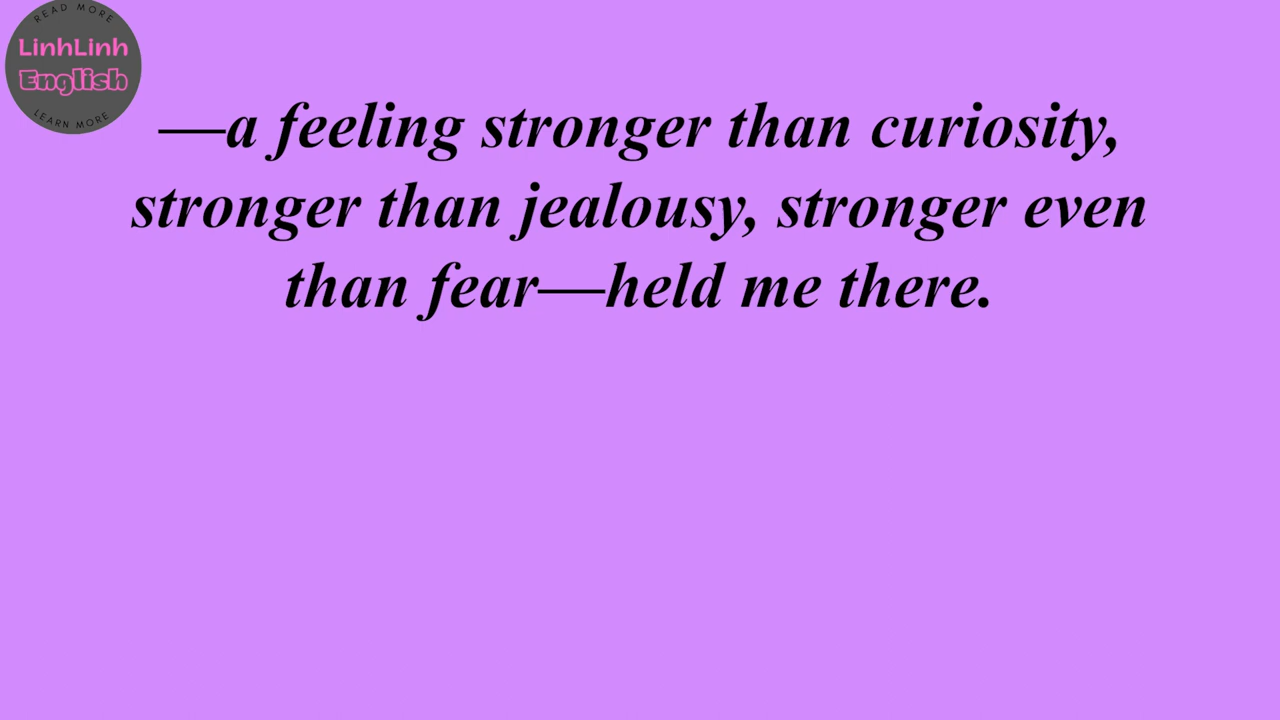 READ MORE
LinhLinh
English
LEARN MORE
—a feeling stronger than curiosity,
stronger than jealousy, stronger even
than fear—held me there.